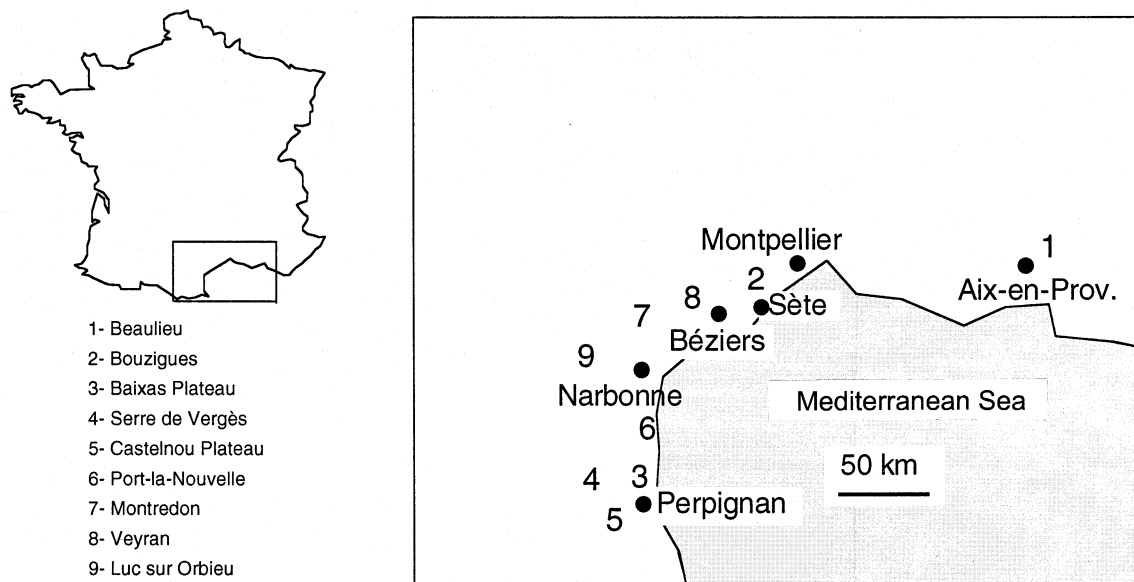 1- Beaulieu
2- Bouzigues
3- Baixas Plateau
4- Serre de Vergès
5- Castelnou Plateau
6- Port-la-Nouvelle
7- Montredon
8- Veyran
9- Luc sur Orbieu
Montpellier
1
Aix-en-Prov.
2
8
Sète
7
Béziers
9
Narbonne
Mediterranean Sea
6
50 km
4
3
5
Perpignan